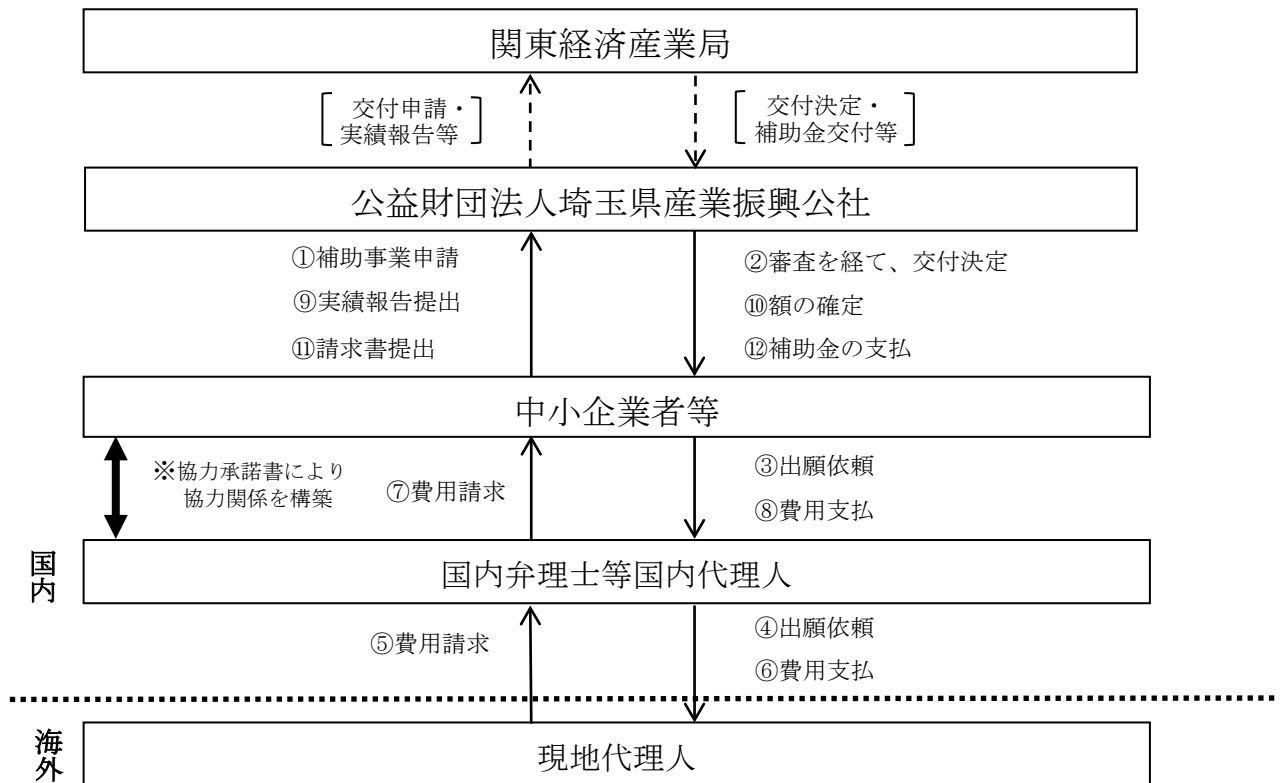 関東経済産業局
交付申請・
実績報告等
交付決定・
補助金交付等
公益財団法人埼玉県産業振興公社
①補助事業申請
⑨実績報告提出
⑪請求書提出
②審査を経て、交付決定
⑩額の確定
⑫補助金の支払
中小企業者等
※協力承諾書により
協力関係を構築
⑦費用請求
③出願依頼
⑧費用支払
国内
国内弁理士等国内代理人
⑤費用請求
④出願依頼
⑥費用支払
海外
現地代理人